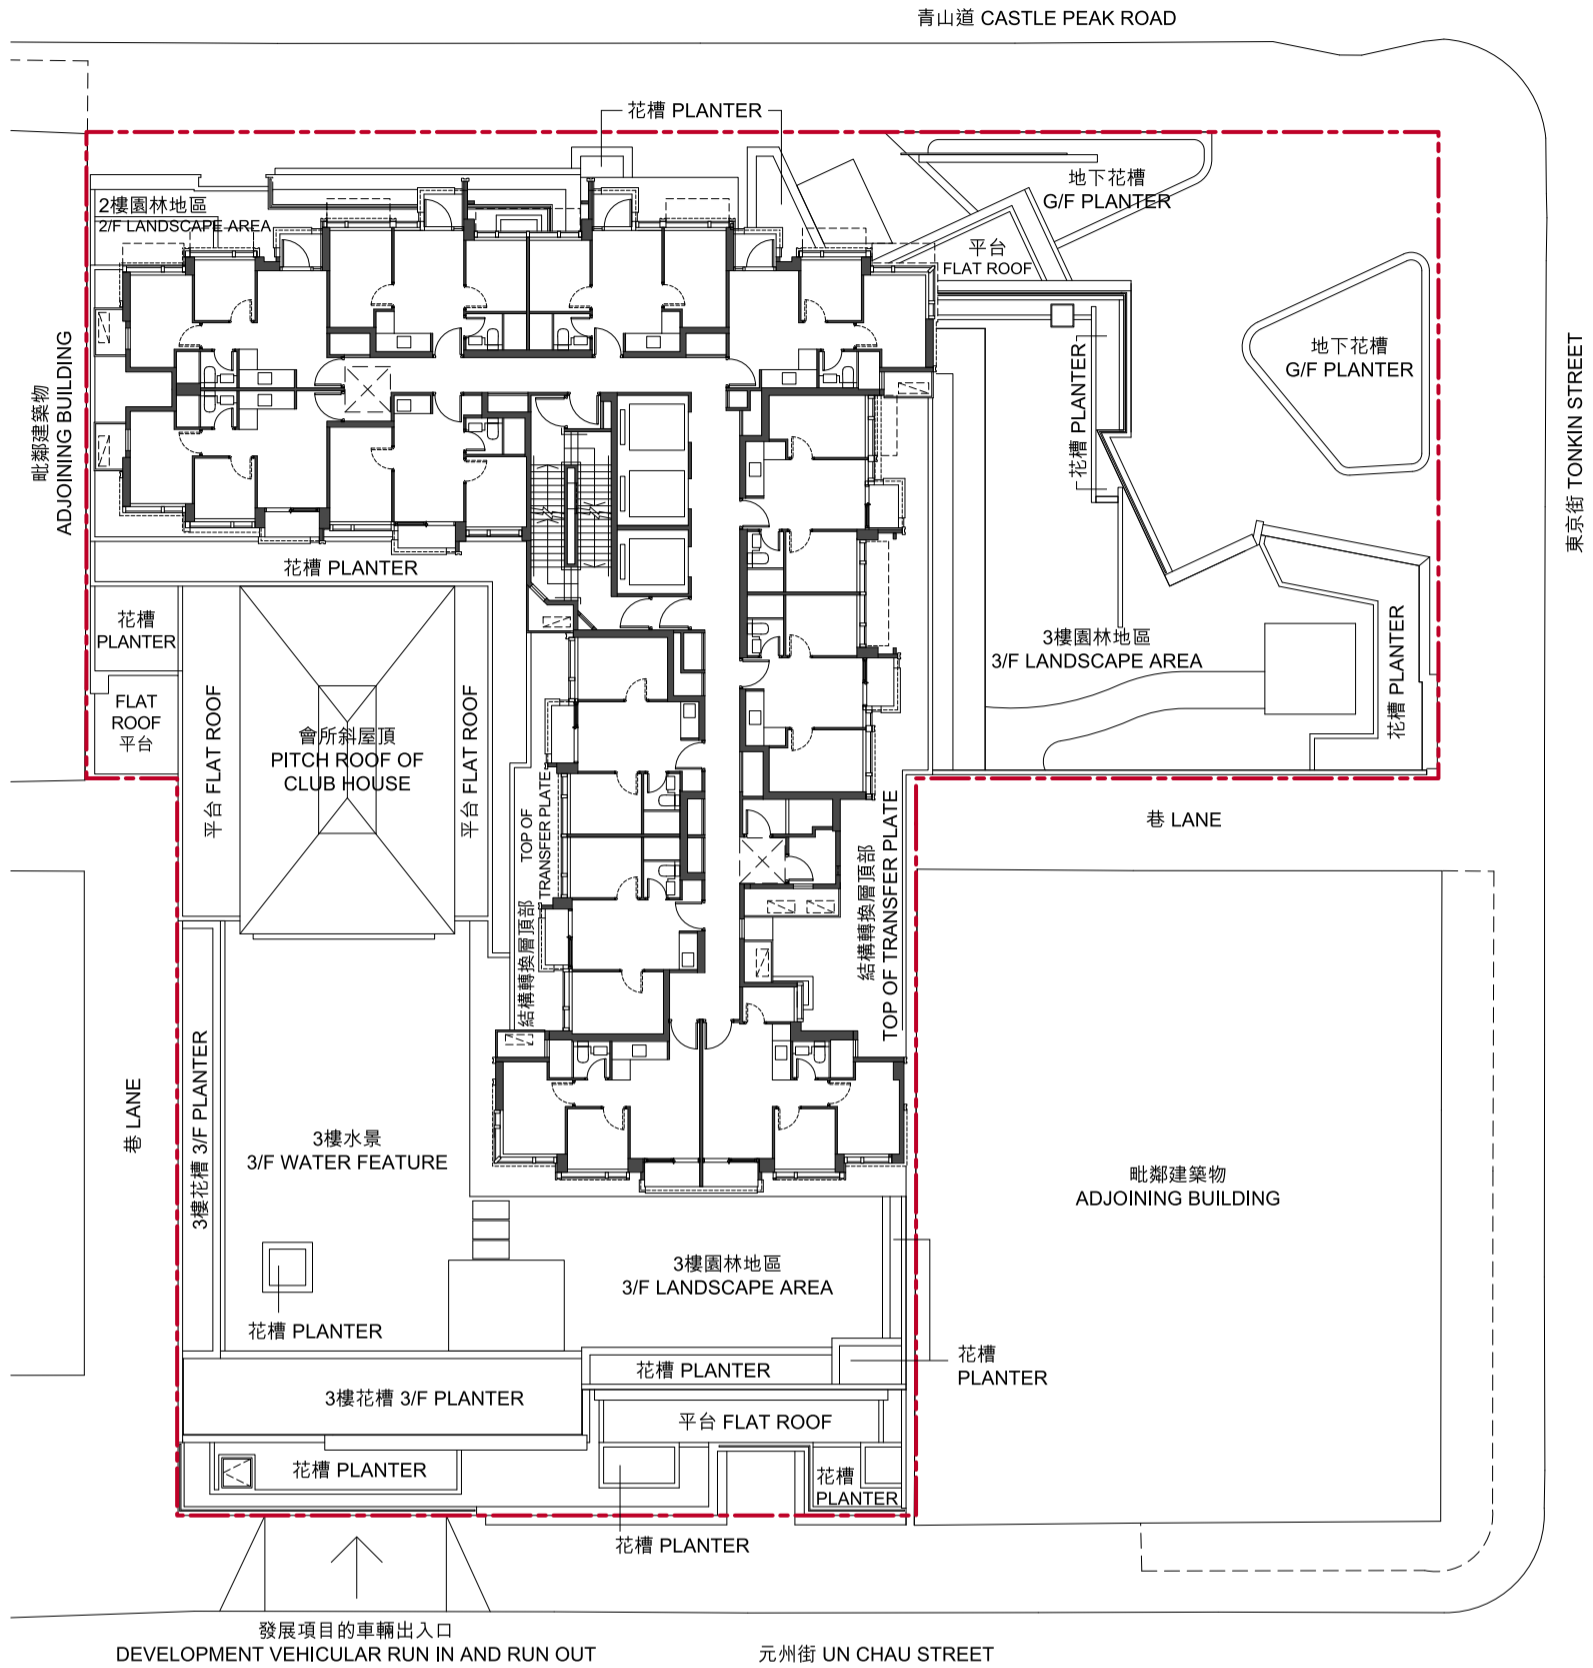 青山道 CASTLE PEAK ROAD
花槽 PLANTER
地下花槽
G/F PLANTER
2樓園林地區
2/F LANDSCAPE AREA
平台
FLAT ROOF
地下花槽
G/F PLANTER
花槽 PLANTER
毗鄰建築物
ADJOINING BUILDING
東京街 TONKIN STREET
花槽 PLANTER
花槽
PLANTER
3樓園林地區
3/F LANDSCAPE AREA
花槽 PLANTER
FLAT
ROOF
平台
平台 FLAT ROOF
會所斜屋頂
PITCH ROOF OF
CLUB HOUSE
平台 FLAT ROOF
結構轉換層頂部
TOP OF
TRANSFER PLATE
結構轉換層頂部
TOP OF TRANSFER PLATE
巷 LANE
巷 LANE
3樓花槽 3/F PLANTER
3樓水景
3/F WATER FEATURE
毗鄰建築物
ADJOINING BUILDING
3樓園林地區
3/F LANDSCAPE AREA
花槽 PLANTER
花槽 PLANTER
花槽
PLANTER
3樓花槽 3/F PLANTER
平台 FLAT ROOF
花槽 PLANTER
花槽
PLANTER
花槽 PLANTER
發展項目的車輛出入口
DEVELOPMENT VEHICULAR RUN IN AND RUN OUT
元州街 UN CHAU STREET